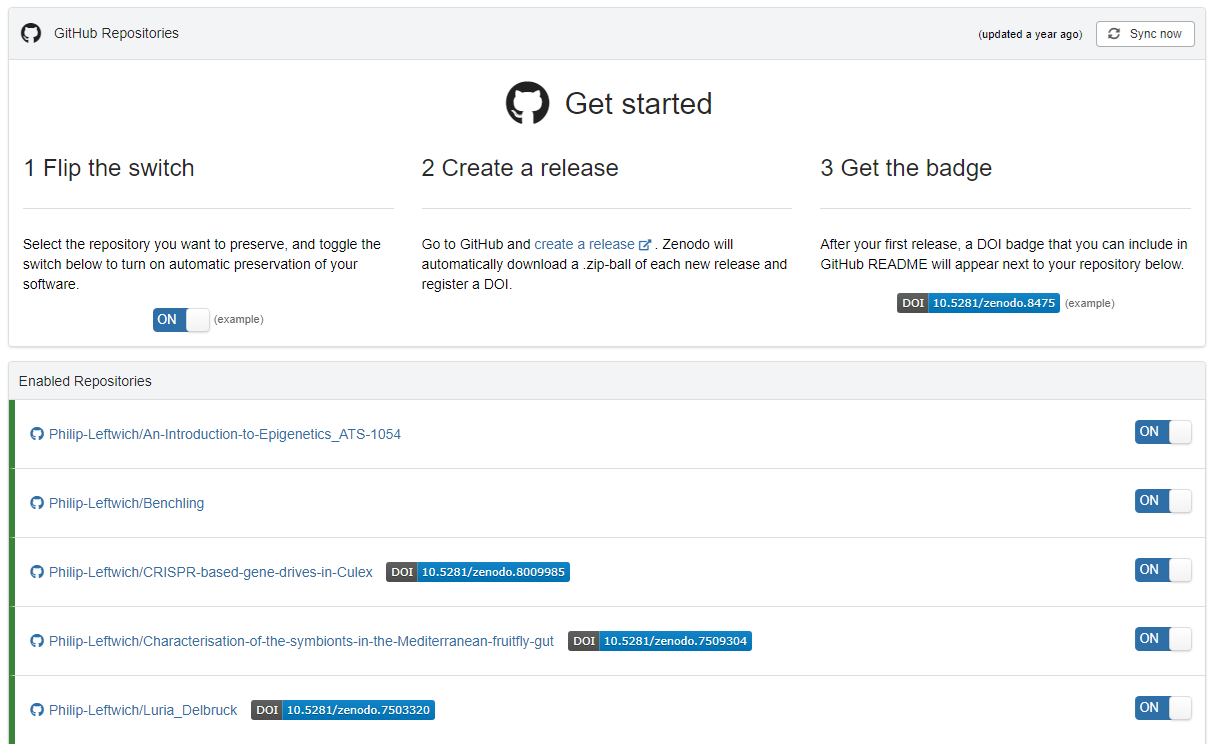 GitHub Repositories
(updated a year ago)
Sync now
Get started
1 Flip the switch
Select the repository you want to preserve, and toggle the
switch below to turn on automatic preservation of your
software.
ON
(example)
2 Create a release
Go to GitHub and create a release . Zenodo will
automatically download a .zip-ball of each new release and
register a DOI.
3 Get the badge
After your first release, a DOI badge that you can include in
GitHub README will appear next to your repository below.
DOI 10.5281/zenodo.8475 (example)
Enabled Repositories
Philip-Leftwich/An-Introduction-to-Epigenetics_ATS-1054 ON
Philip-Leftwich/Benchling ON
Philip-Leftwich/CRISPR-based-gene-drives-in-Culex DOI 10.5281/zenodo.8009985 ON
Philip-Leftwich/Characterisation-of-the-symbionts-in-the-Mediterranean-fruitfly-gut DOI 10.5281/zenodo.7509304 ON
Philip-Leftwich/Luria_Delbruck DOI 10.5281/zenodo.7503320 ON